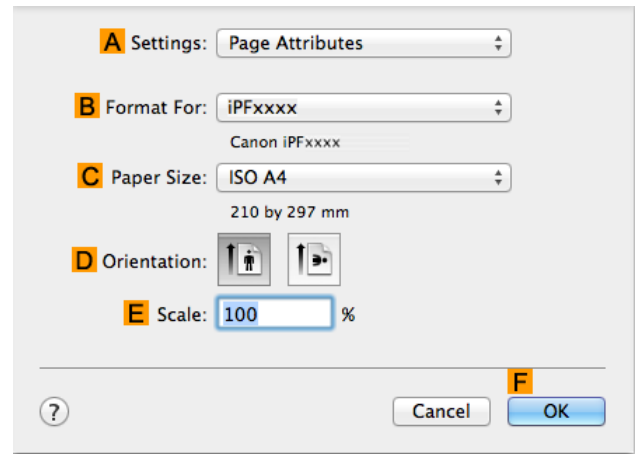 A Settings: Page Attributes
B Format For: iPFxxxx
Canon iPFxxxx
C Paper Size: ISO A4
210 by 297 mm
D Orientation:
E Scale: 100 %
F
? Cancel OK